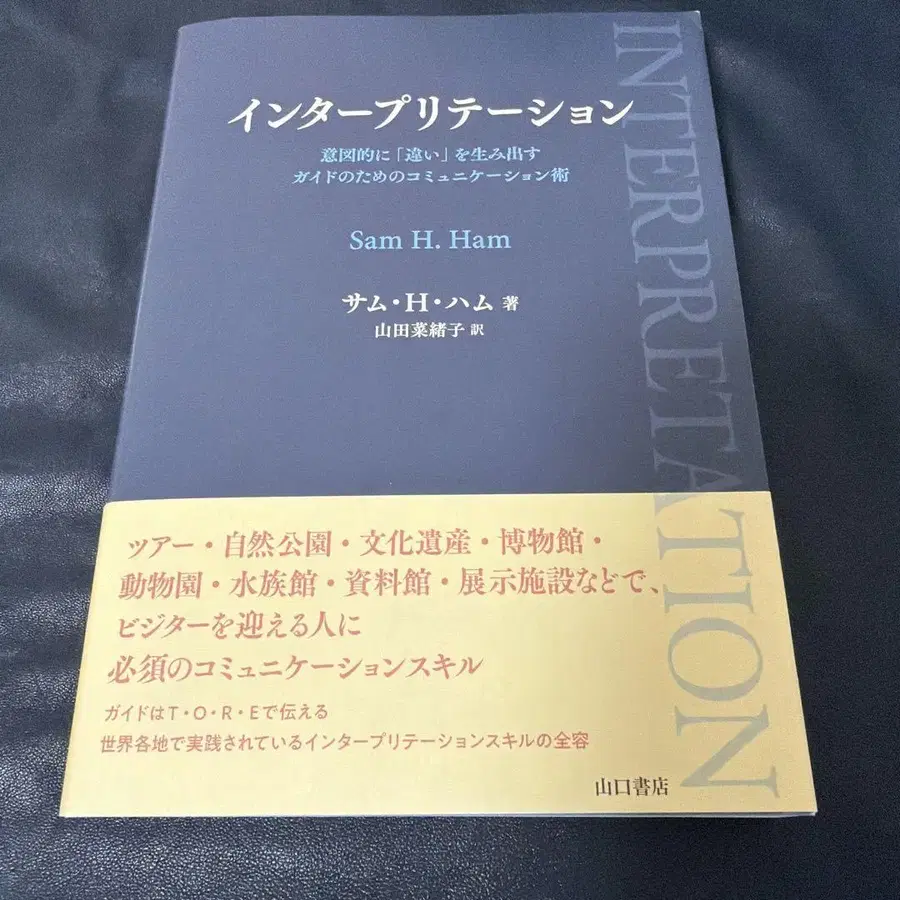 インタープリテーション
意図的に「違い」を生み出す
ガイドのためのコミュニケーション術
Sam H. Ham
サム・H・ハム 著
山田菜緒子 訳
INTERPRETATION
ツアー・自然公園・文化遺産・博物館・
動物園・水族館・資料館・展示施設などで、
ビジターを迎える人に
必須のコミュニケーションスキル
ガイドはT・O・R・Eで伝える
世界各地で実践されているインタープリテーションスキルの全容
山口書店